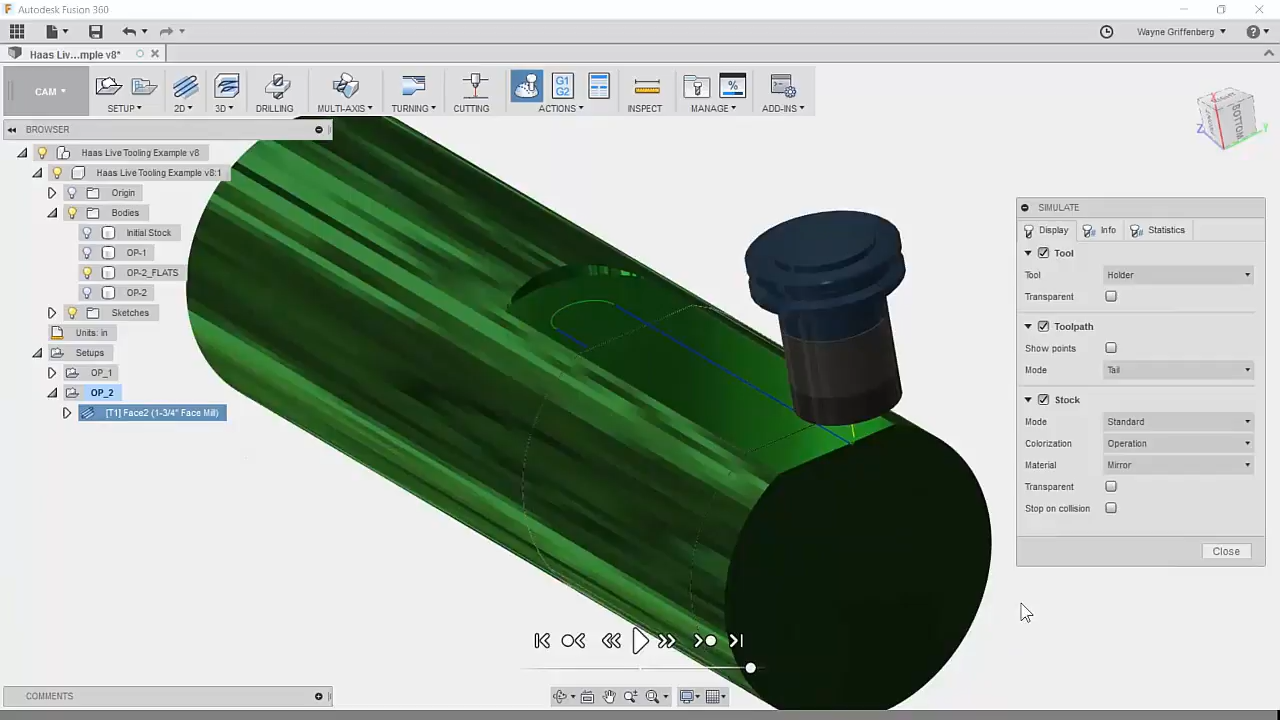 Autodesk Fusion 360
Wayne Griffenberg
Haas Liv...mple v8*
CAM
SETUP
2D
3D
DRILLING
MULTI-AXIS
TURNING
CUTTING
G1
G2
ACTIONS
INSPECT
%
MANAGE
ADD-INS
BROWSER
Haas Live Tooling Example v8
Haas Live Tooling Example v8:1
Origin
Bodies
Initial Stock
OP-1
OP-2_FLATS
OP-2
Sketches
Units: in
Setups
OP_1
OP_2
[T1] Face2 (1-3/4" Face Mill)
BOTTOM
Z
Y
SIMULATE
Display
Info
Statistics
Tool
Tool
Holder
Transparent
Toolpath
Show points
Mode
Tail
Stock
Mode
Standard
Colorization
Operation
Material
Mirror
Transparent
Stop on collision
Close
COMMENTS